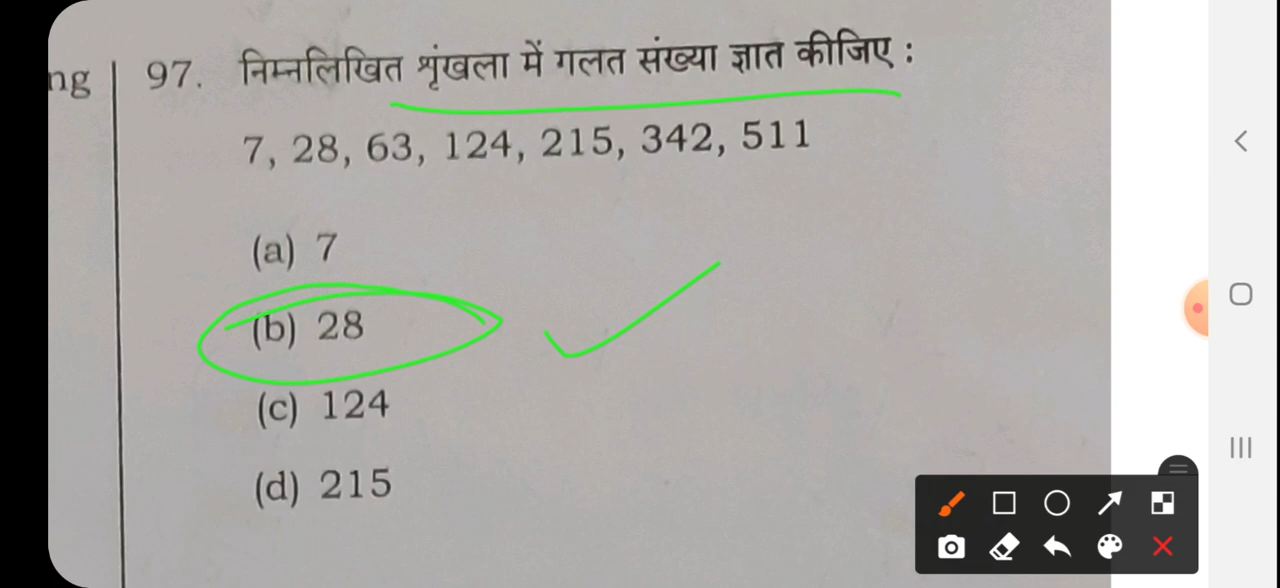 ng
97. निम्नलिखित शृंखला में गलत संख्या ज्ञात कीजिए :
7, 28, 63, 124, 215, 342, 511
(a) 7
(b) 28
(c) 124
(d) 215